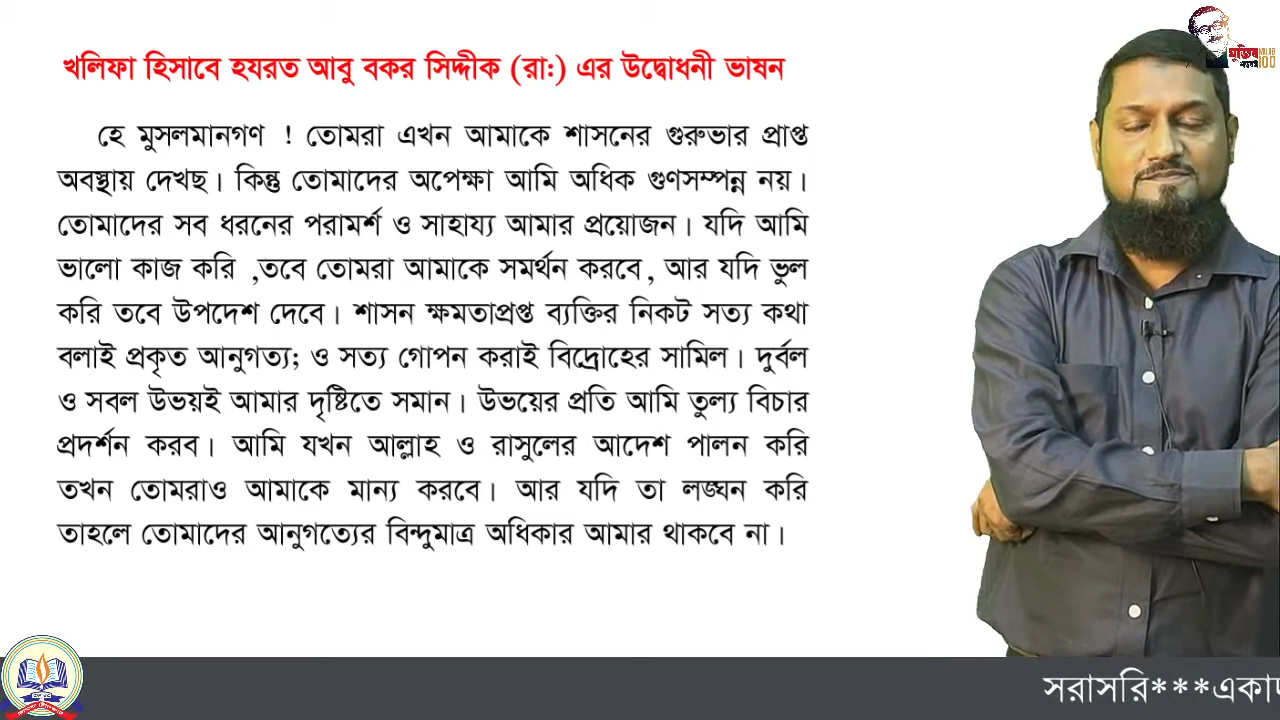 খলিফা হিসাবে হযরত আবু বকর সিদ্দীক (রা:) এর উদ্বোধনী ভাষন
হে মুসলমানগণ ! তোমরা এখন আমাকে শাসনের গুরুভার প্রাপ্ত
অবস্থায় দেখছ। কিন্তু তোমাদের অপেক্ষা আমি অধিক গুণসম্পন্ন নয়।
তোমাদের সব ধরনের পরামর্শ ও সাহায্য আমার প্রয়োজন। যদি আমি
ভালো কাজ করি ,তবে তোমরা আমাকে সমর্থন করবে, আর যদি ভুল
করি তবে উপদেশ দেবে। শাসন ক্ষমতাপ্রপ্ত ব্যক্তির নিকট সত্য কথা
বলাই প্রকৃত আনুগত্য; ও সত্য গোপন করাই বিদ্রোহের সামিল। দুর্বল
ও সবল উভয়ই আমার দৃষ্টিতে সমান। উভয়ের প্রতি আমি তুল্য বিচার
প্রদর্শন করব। আমি যখন আল্লাহ ও রাসুলের আদেশ পালন করি
তখন তোমরাও আমাকে মান্য করবে। আর যদি তা লঙ্ঘন করি
তাহলে তোমাদের আনুগত্যের বিন্দুমাত্র অধিকার আমার থাকবে না।
সরাসরি***একাদ